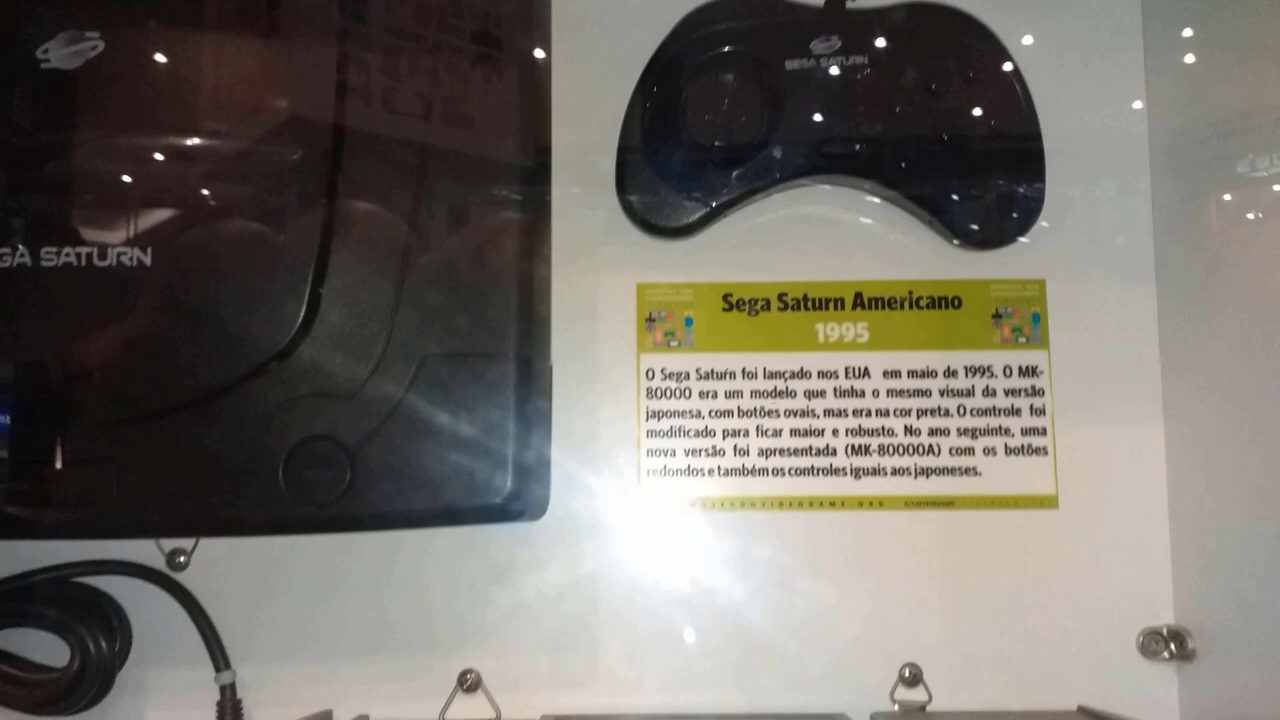 SEGA SATURN
GA SATURN
Sega Saturn Americano
1995
O Sega Saturn foi lançado nos EUA em maio de 1995. O MK-
80000 era um modelo que tinha o mesmo visual da versão
japonesa, com botões ovais, mas era na cor preta. O controle foi
modificado para ficar maior e robusto. No ano seguinte, uma
nova versão foi apresentada (MK-80000A) com os botões
redondos e também os controles iguais aos japoneses.